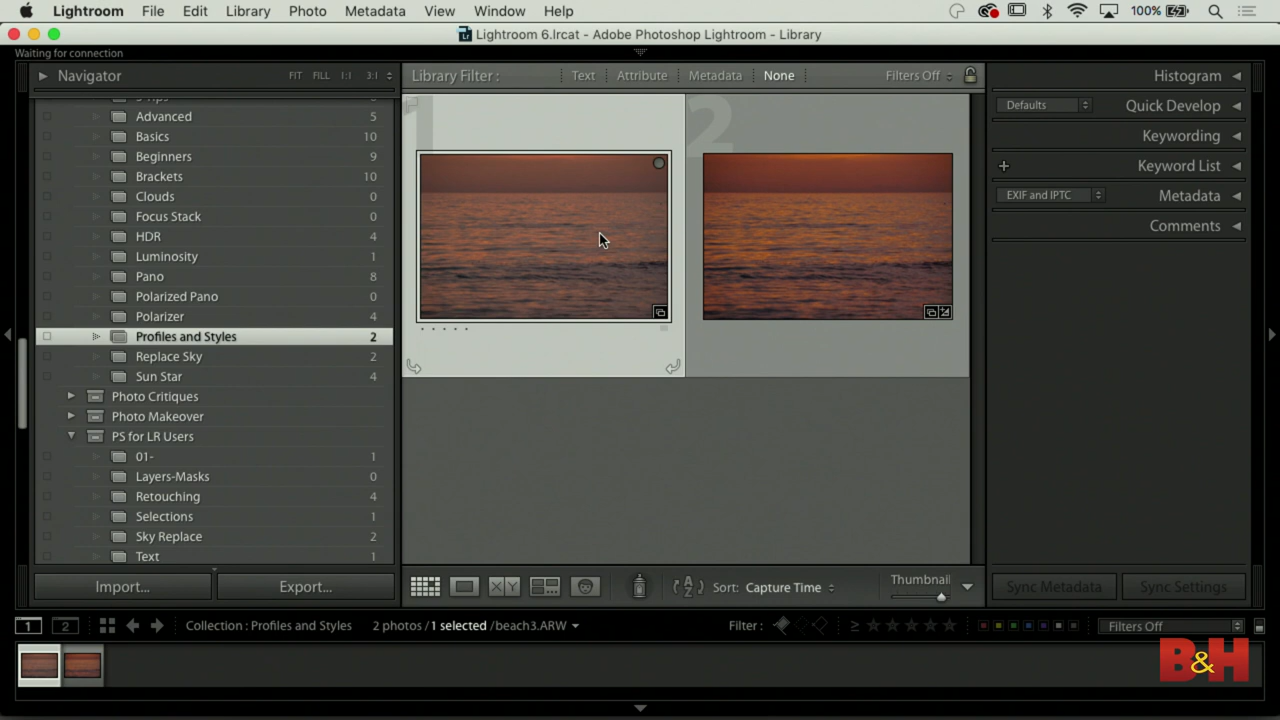 Lightroom File Edit Library Photo Metadata View Window Help 100%
Lightroom 6.lrcat - Adobe Photoshop Lightroom - Library
Waiting for connection
Navigator FIT FILL 1:1 3:1
Library Filter : Text Attribute Metadata None Filters Off
Histogram
Defaults Quick Develop
Keywording
Keyword List
EXIF and IPTC Metadata
Comments
Advanced 5
Basics 10
Beginners 9
Brackets 10
Clouds 0
Focus Stack 0
HDR 4
Luminosity 1
Pano 8
Polarized Pano 0
Polarizer 4
Profiles and Styles 2
Replace Sky 2
Sun Star 4
Photo Critiques
Photo Makeover
PS for LR Users
01- 1
Layers-Masks 0
Retouching 4
Selections 1
Sky Replace 2
Text 1
1
2
Import... Export...
X Y
A Z
Sort: Capture Time
Thumbnail
Sync Metadata Sync Settings
1 2 Collection : Profiles and Styles 2 photos / 1 selected / beach3.ARW Filter : ≥ Filters Off
B&H